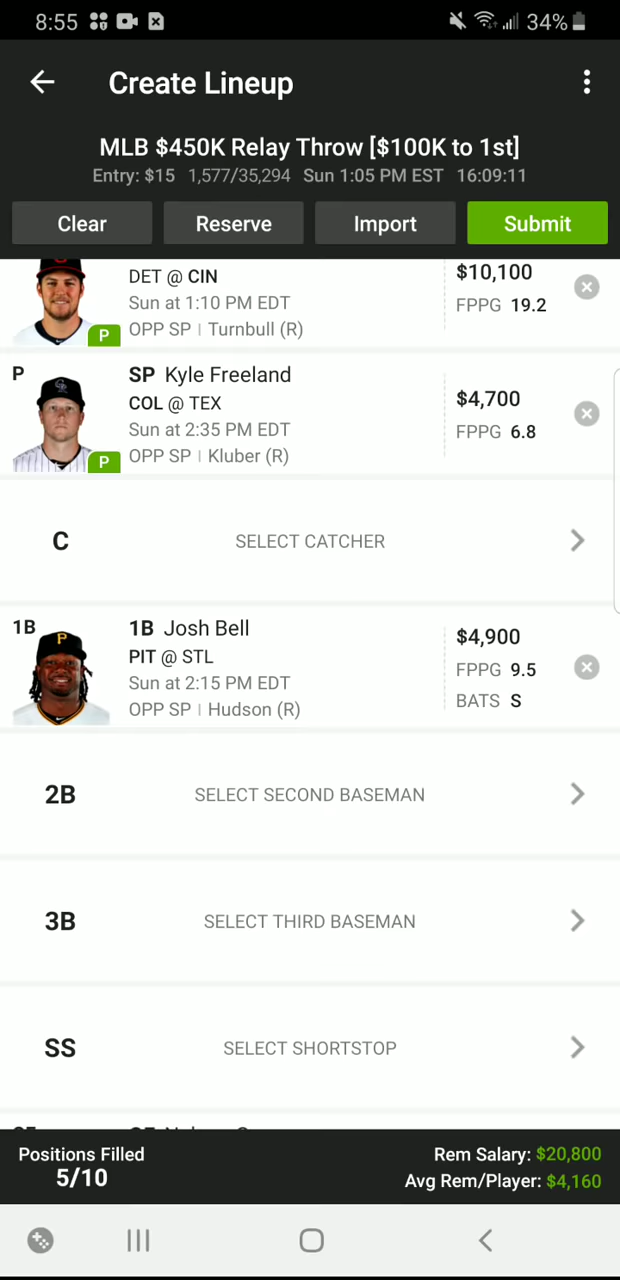 8:55
34%
Create Lineup
MLB $450K Relay Throw [$100K to 1st]
Entry: $15 1,577/35,294 Sun 1:05 PM EST 16:09:11
Clear Reserve Import Submit
DET @ CIN
$10,100
Sun at 1:10 PM EDT
FPPG 19.2
P
OPP SP | Turnbull (R)
P
SP Kyle Freeland
COL @ TEX
$4,700
Sun at 2:35 PM EDT
FPPG 6.8
P
OPP SP | Kluber (R)
C
SELECT CATCHER
1B
1B Josh Bell
PIT @ STL
$4,900
Sun at 2:15 PM EDT
FPPG 9.5
OPP SP | Hudson (R)
BATS S
2B
SELECT SECOND BASEMAN
3B
SELECT THIRD BASEMAN
SS
SELECT SHORTSTOP
Positions Filled
5/10
Rem Salary: $20,800
Avg Rem/Player: $4,160